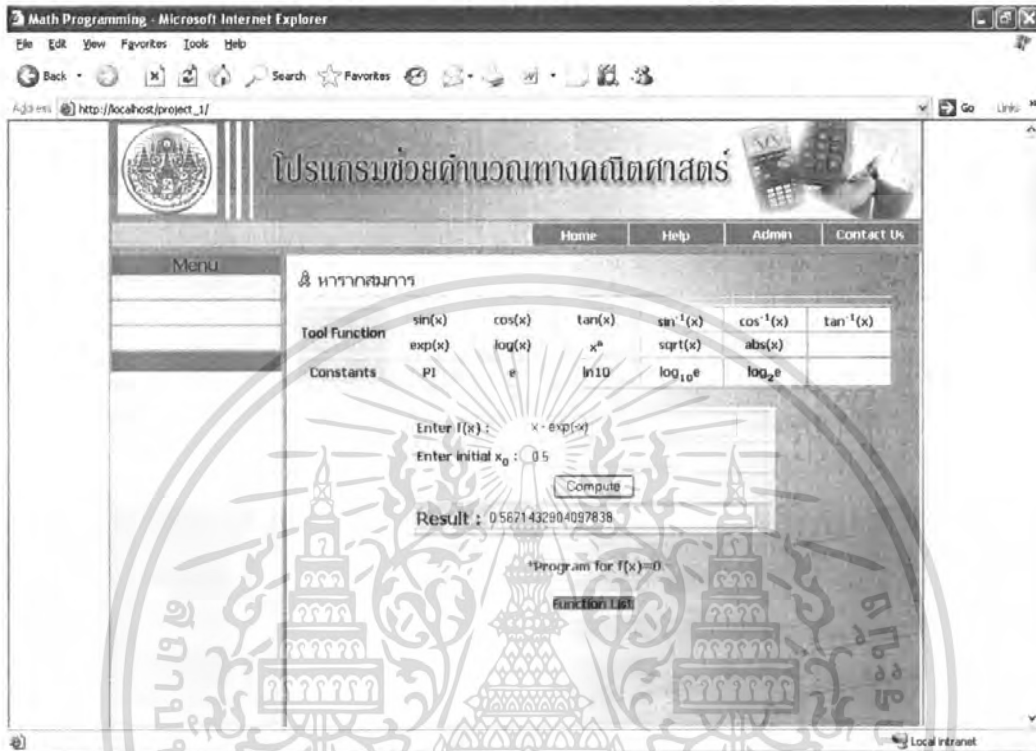 Math Programming - Microsoft Internet Explorer
File Edit View Favorites Tools Help
Back Search Favorites
Address http://localhost/project_1/ Go Links
โปรแกรมช่วยคำนวณทางคณิตศาสตร์
Home Help Admin Contact Us
Menu
หารากสมการ
Tool Function sin(x) cos(x) tan(x) sin⁻¹(x) cos⁻¹(x) tan⁻¹(x)
exp(x) log(x) xⁿ sqrt(x) abs(x)
Constants PI e ln10 log₁₀e log₂e
Enter f(x) : x - exp(-x)
Enter initial x₀ : 0.5
Compute
Result : 0.5671432904097838
*Program for f(x)=0
Function List
Local intranet